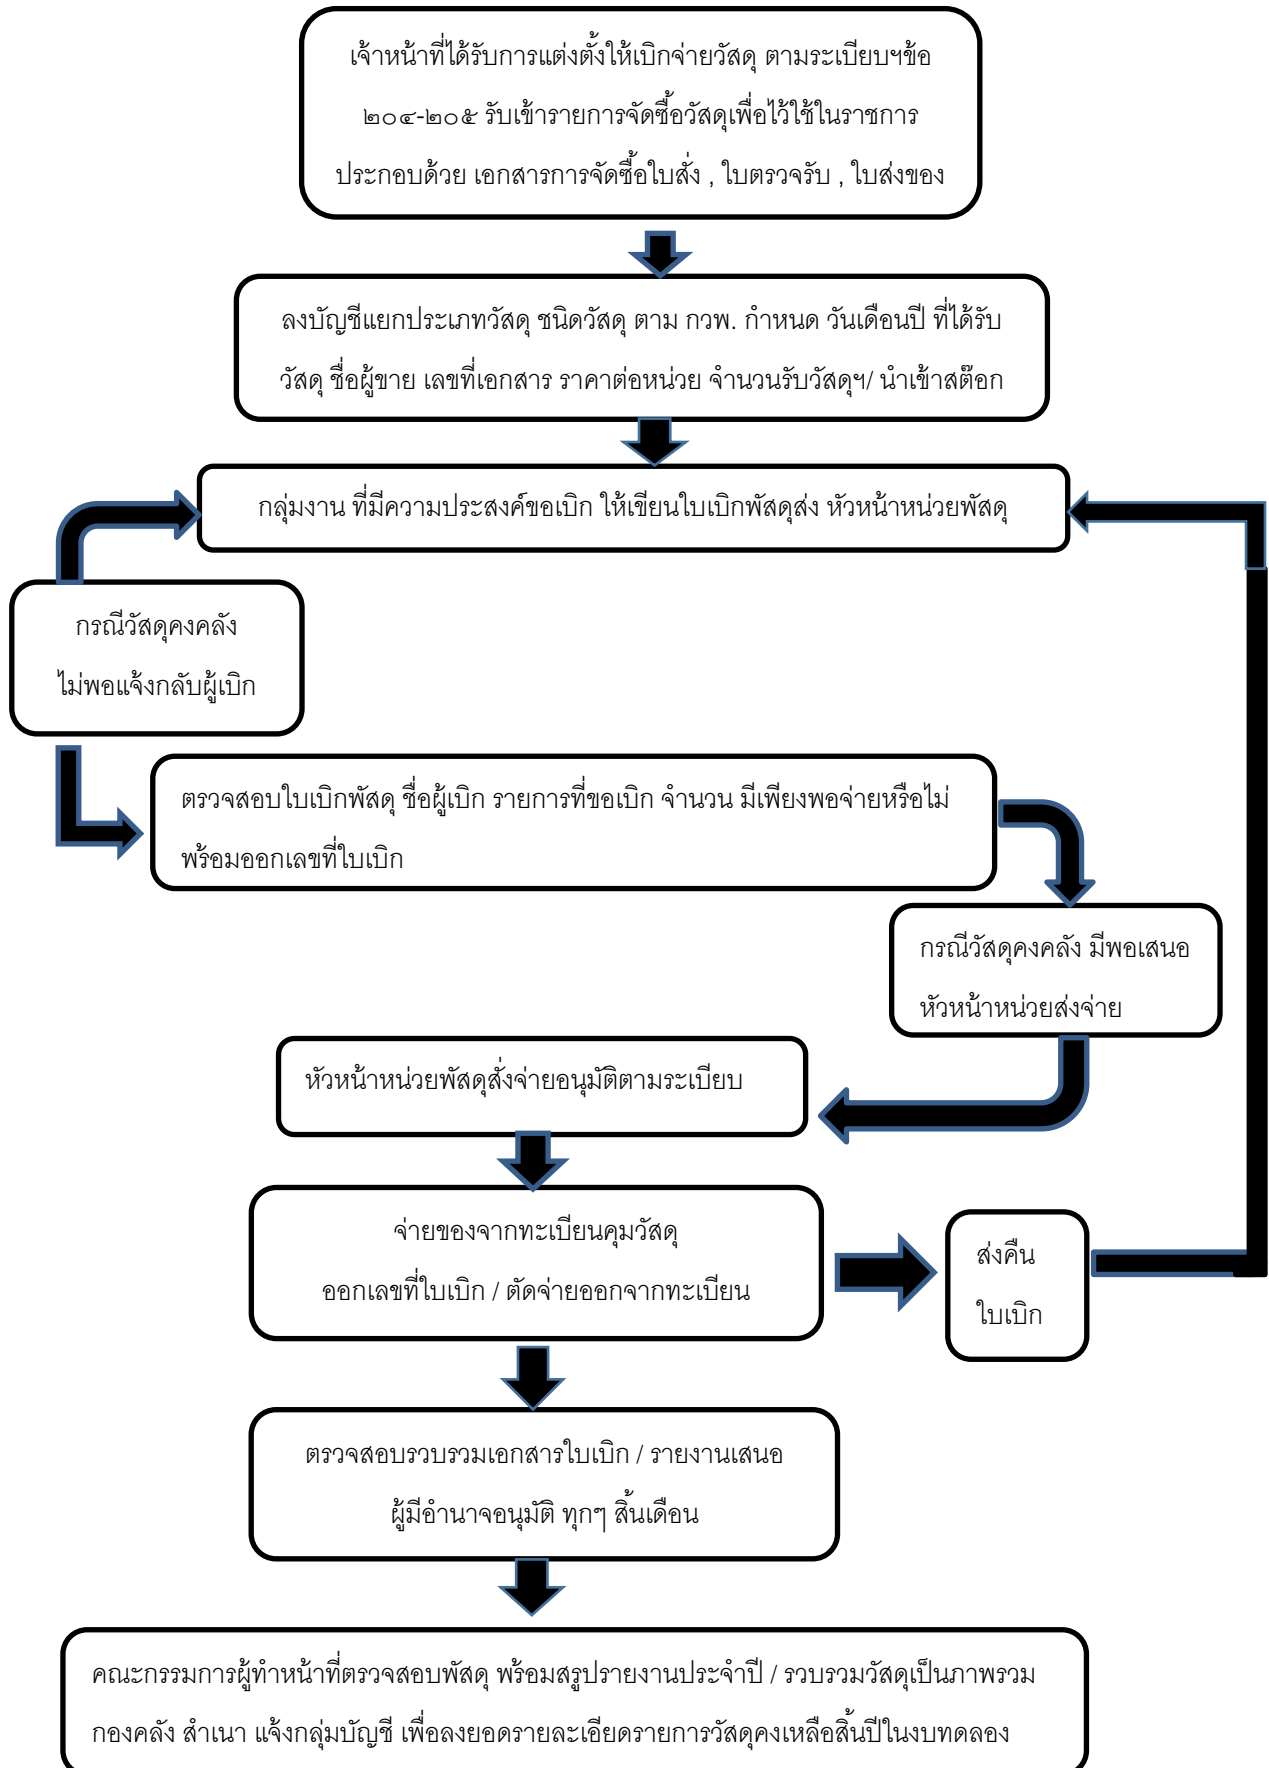 เจ้าหน้าที่ได้รับการแต่งตั้งให้เบิกจ่ายวัสดุ ตามระเบียบฯข้อ
๒๐๔-๒๐๕ รับเข้ารายการจัดซื้อวัสดุเพื่อไว้ใช้ในราชการ
ประกอบด้วย เอกสารการจัดซื้อใบสั่ง , ใบตรวจรับ , ใบส่งของ
ลงบัญชีแยกประเภทวัสดุ ชนิดวัสดุ ตาม กวพ. กำหนด วันเดือนปี ที่ได้รับ
วัสดุ ชื่อผู้ขาย เลขที่เอกสาร ราคาต่อหน่วย จำนวนรับวัสดุฯ/ นำเข้าสต๊อก
กลุ่มงาน ที่มีความประสงค์ขอเบิก ให้เขียนใบเบิกพัสดุส่ง หัวหน้าหน่วยพัสดุ
กรณีวัสดุคงคลัง
ไม่พอแจ้งกลับผู้เบิก
ตรวจสอบใบเบิกพัสดุ ชื่อผู้เบิก รายการที่ขอเบิก จำนวน มีเพียงพอจ่ายหรือไม่
พร้อมออกเลขที่ใบเบิก
กรณีวัสดุคงคลัง มีพอเสนอ
หัวหน้าหน่วยส่งจ่าย
หัวหน้าหน่วยพัสดุสั่งจ่ายอนุมัติตามระเบียบ
จ่ายของจากทะเบียนคุมวัสดุ
ออกเลขที่ใบเบิก / ตัดจ่ายออกจากทะเบียน
ส่งคืน
ใบเบิก
ตรวจสอบรวบรวมเอกสารใบเบิก / รายงานเสนอ
ผู้มีอำนาจอนุมัติ ทุกๆ สิ้นเดือน
คณะกรรมการผู้ทำหน้าที่ตรวจสอบพัสดุ พร้อมสรุปรายงานประจำปี / รวบรวมวัสดุเป็นภาพรวม
กองคลัง สำเนา แจ้งกลุ่มบัญชี เพื่อลงยอดรายละเอียดรายการวัสดุคงเหลือสิ้นปีในงบทดลอง